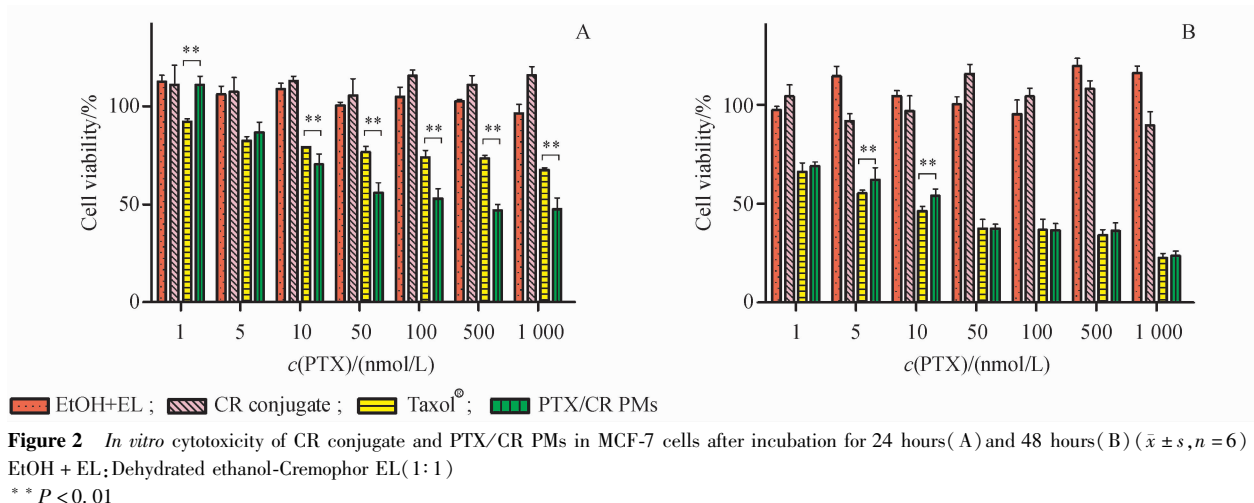 A
B
** ** ** ** ** **
** **
Cell viability/%
100
50
0
1 5 10 50 100 500 1 000
c(PTX)/(nmol/L)
Cell viability/%
100
50
0
1 5 10 50 100 500 1 000
c(PTX)/(nmol/L)
EtOH+EL ; CR conjugate ; Taxol® ; PTX/CR PMs
Figure 2 In vitro cytotoxicity of CR conjugate and PTX/CR PMs in MCF-7 cells after incubation for 24 hours(A)and 48 hours(B)(x̄ ± s,n = 6)
EtOH + EL:Dehydrated ethanol-Cremophor EL(1∶1)
** P < 0. 01